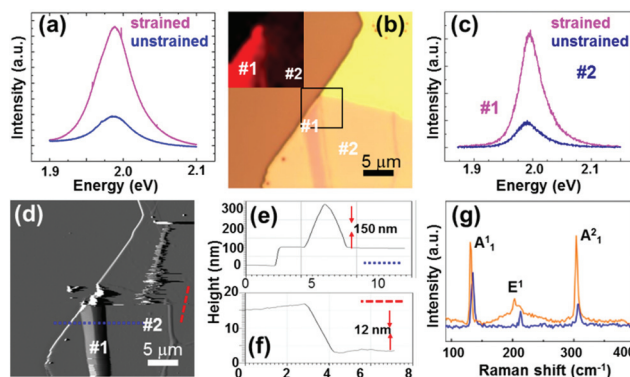 (a)
strained
unstrained
Intensity (a.u.)
1.9
2.0
2.1
Energy (eV)
(b)
#1
#2
#1
#2
5 μm
(c)
strained
unstrained
#2
#1
Intensity (a.u.)
1.9
2.0
2.1
Energy (eV)
(d)
#2
#1
5 μm
(e)
300
200
100
0
150 nm
0
5
10
Height (nm)
20
10
0
12 nm
(f)
0
2
4
6
8
(g)
A¹₁
E¹
A²₁
Intensity (a.u.)
100
200
300
400
Raman shift (cm⁻¹)